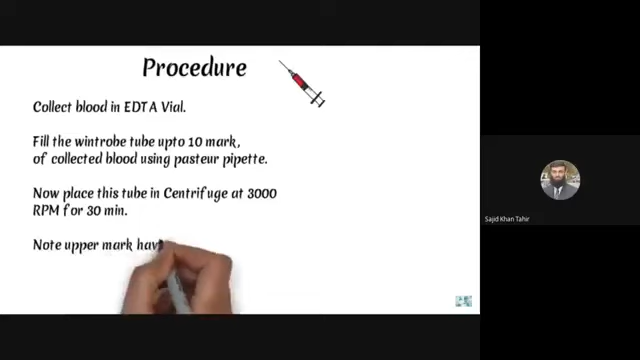 Procedure
Collect blood in EDTA Vial.
Fill the wintrobe tube upto 10 mark,
of collected blood using pasteur pipette.
Now place this tube in Centrifuge at 3000
RPM for 30 min.
Note upper mark hav
Sajid Khan Tahir